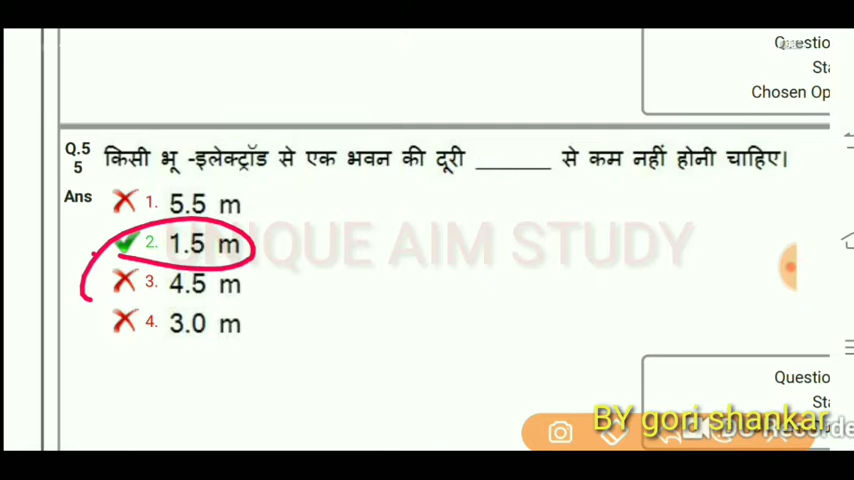 Questio
Sta
Chosen Op
Q.5
5
किसी भू -इलेक्ट्रॉड से एक भवन की दूरी ______ से कम नहीं होनी चाहिए।
Ans
1. 5.5 m
2. 1.5 m
3. 4.5 m
4. 3.0 m
UNIQUE AIM STUDY
Questio
Sta
BY gori shankar